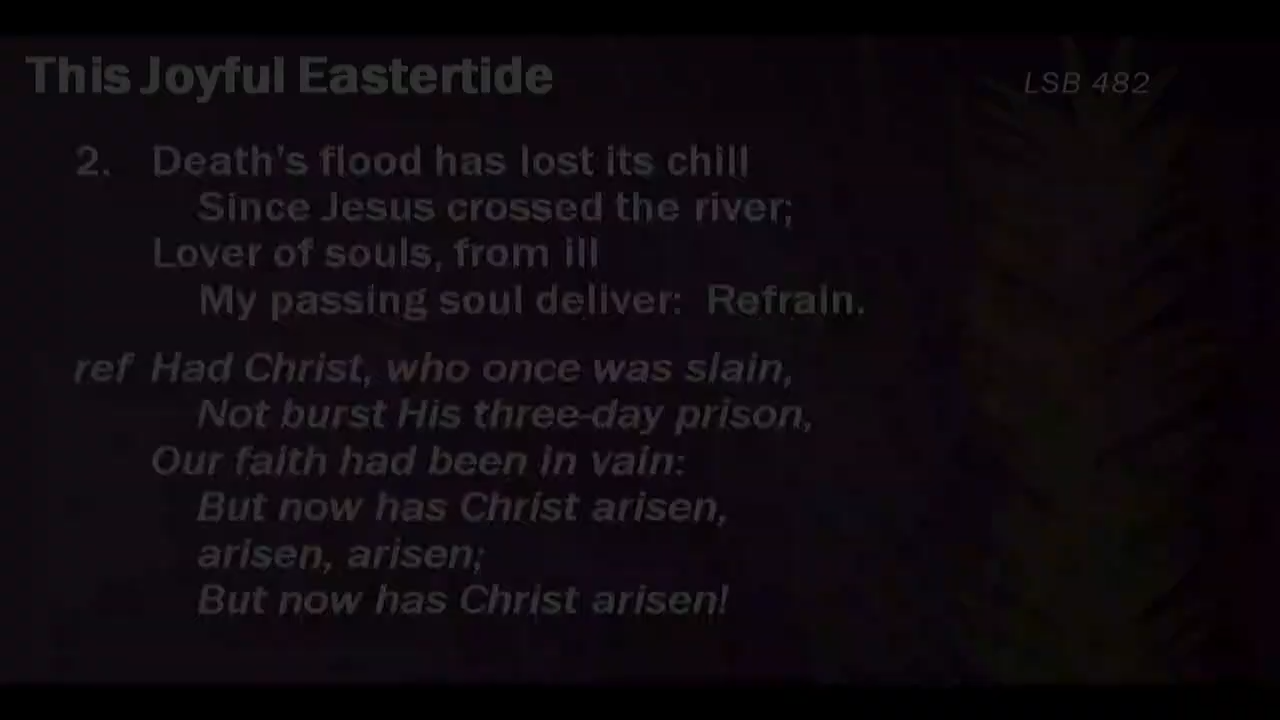 This Joyful Eastertide LSB 482
2. Death's flood has lost its chill
Since Jesus crossed the river;
Lover of souls, from ill
My passing soul deliver: Refrain.
ref Had Christ, who once was slain,
Not burst His three-day prison,
Our faith had been in vain:
But now has Christ arisen,
arisen, arisen;
But now has Christ arisen!